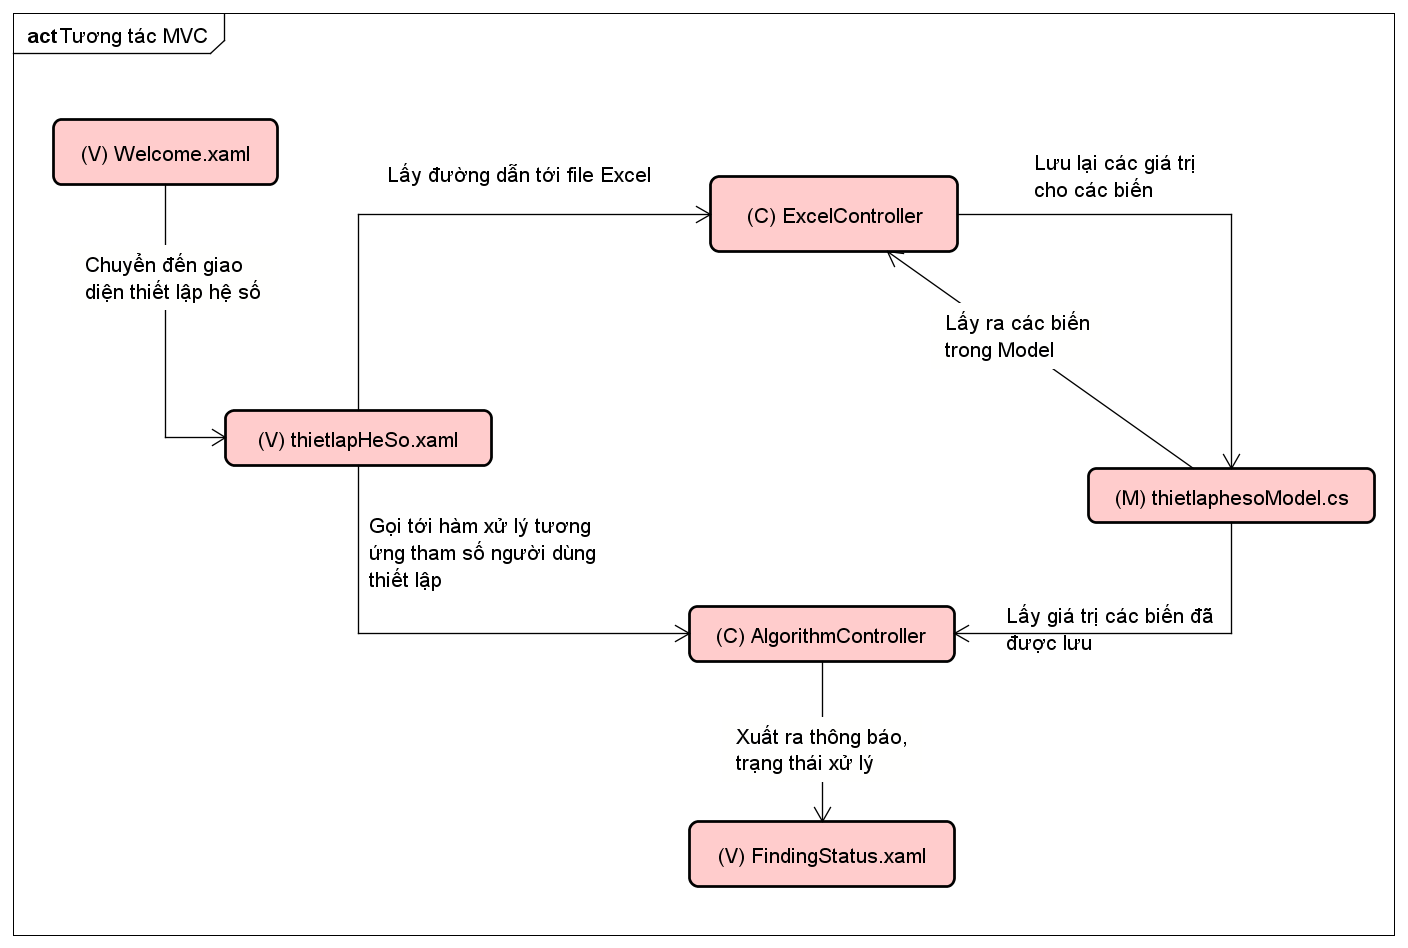 act Tương tác MVC
(V) Welcome.xaml
Lấy đường dẫn tới file Excel
(C) ExcelController
Lưu lại các giá trị
cho các biến
Chuyển đến giao
diện thiết lập hệ số
Lấy ra các biến
trong Model
(V) thietlapHeSo.xaml
(M) thietlaphesoModel.cs
Gọi tới hàm xử lý tương
ứng tham số người dùng
thiết lập
(C) AlgorithmController
Lấy giá trị các biến đã
được lưu
Xuất ra thông báo,
trạng thái xử lý
(V) FindingStatus.xaml